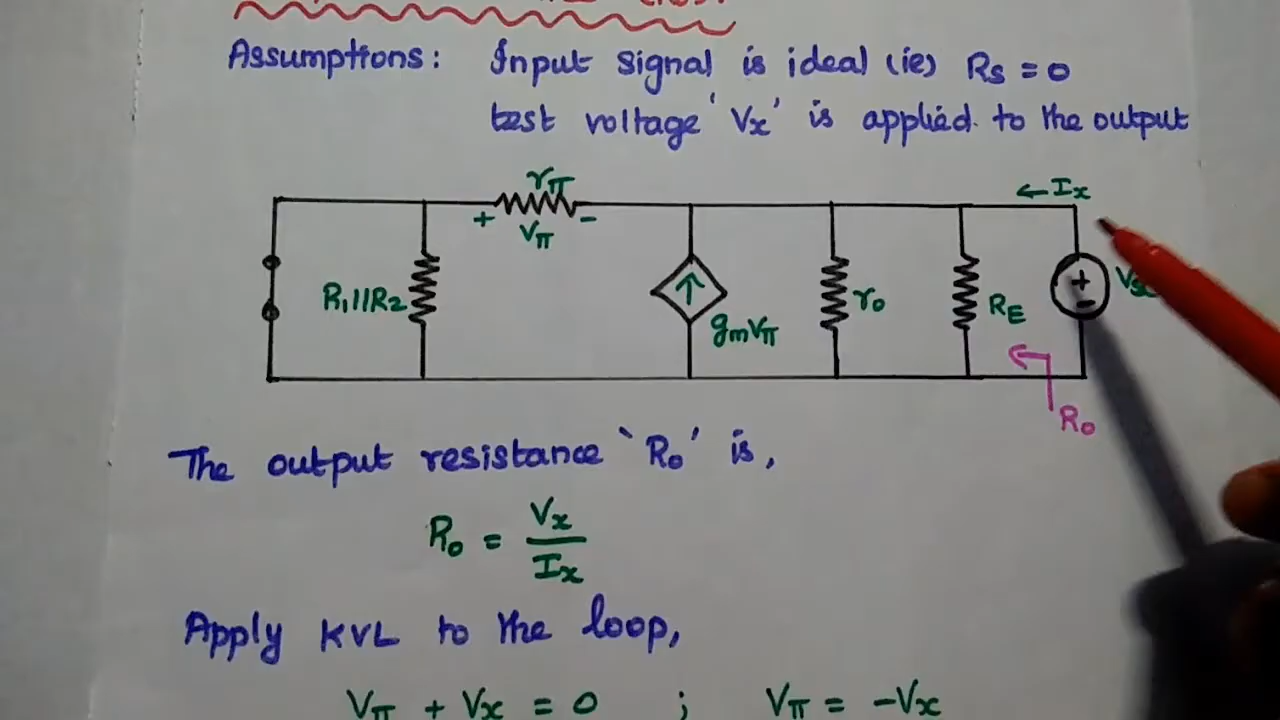 Assumptions: Input signal is ideal (ie) Rs = 0
test voltage 'Vx' is applied to the output
rπ
← Ix
+ Vπ -
R1||R2
gmVπ
ro
RE
+
-
Ro
The output resistance 'Ro' is,
Ro = Vx / Ix
Apply KVL to the loop,
Vπ + Vx = 0 ; Vπ = -Vx